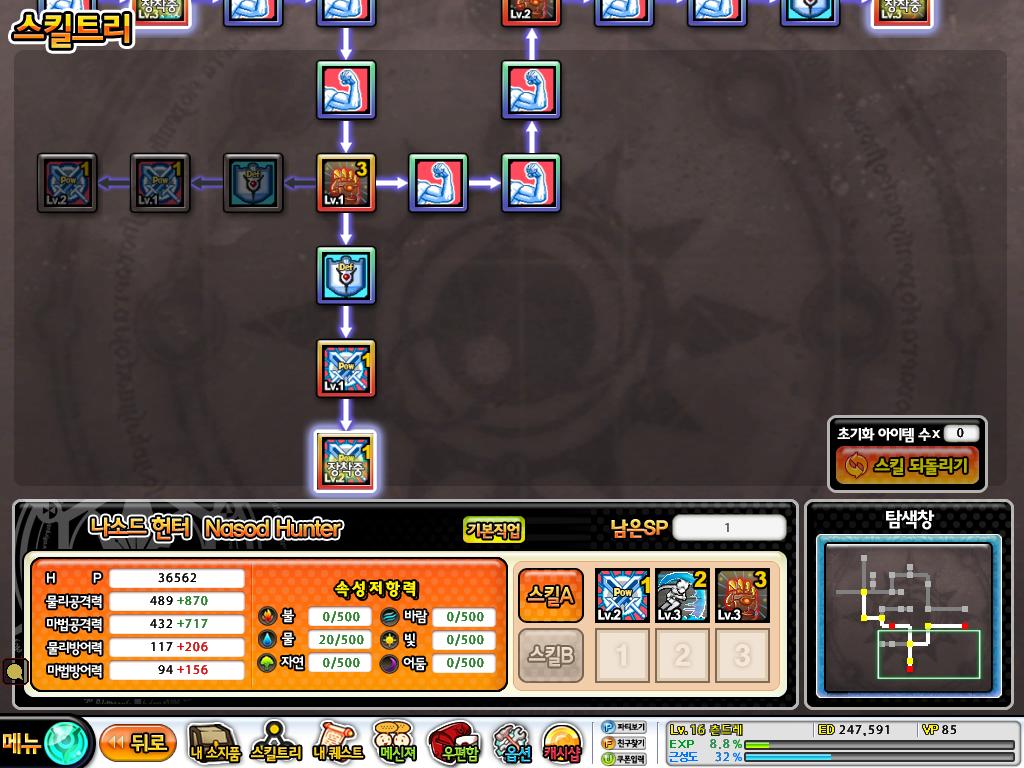 장착중
Lv.3
Lv.2
장착중
Lv.3
스킬트리
Pow 1
Lv.2
Pow 1
Lv.1
Def
3
Lv.1
Def
Pow 1
Lv.1
Pow 1
장착중
Lv.2
초기화 아이템 수 x 0
스킬 되돌리기
나소드 헌터 Nasod Hunter
기본직업
남은SP 1
탐색창
H P 36562
물리공격력 489 +870
마법공격력 432 +717
물리방어력 117 +206
마법방어력 94 +156
속성저항력
불 0/500 바람 0/500
물 20/500 빛 0/500
자연 0/500 어둠 0/500
스킬A
Pow 1
Lv.2
2
Lv.3
3
Lv.3
스킬B 1 2 3
메뉴
뒤로
내 소지품
스킬트리
내 퀘스트
메신져
우편함
옵션
캐시샵
P 파티보기
F 친구찾기
U 쿠폰입력
Lv.16 ED 247,591 VP 85
EXP 8.8%
근성도 32%